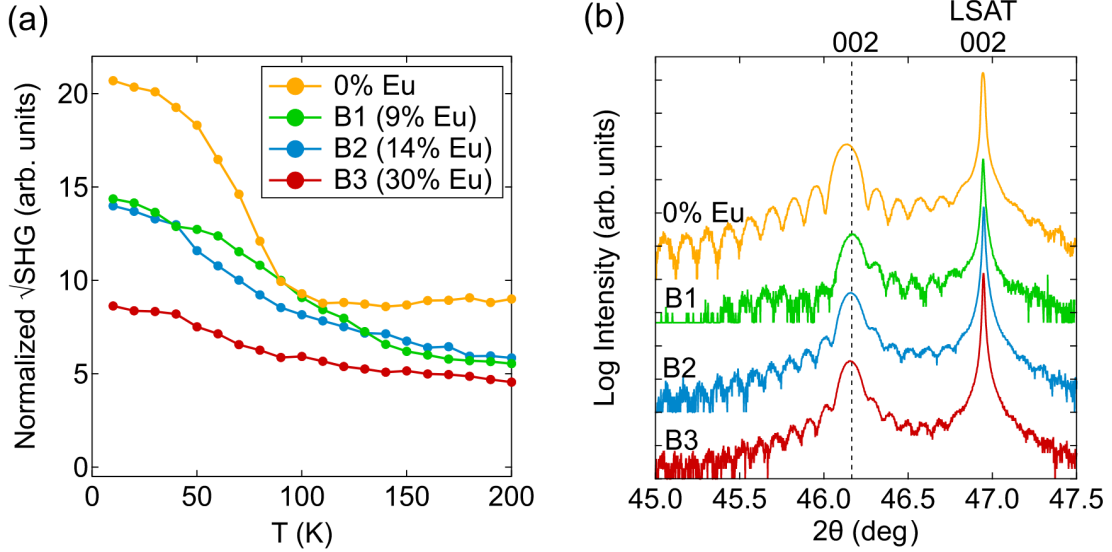 (a)
Normalized √SHG (arb. units)
20
15
10
5
0
0% Eu
B1 (9% Eu)
B2 (14% Eu)
B3 (30% Eu)
0 50 100 150 200
T (K)
(b)
LSAT
002 002
Log Intensity (arb. units)
0% Eu
B1
B2
B3
45.0 45.5 46.0 46.5 47.0 47.5
2θ (deg)